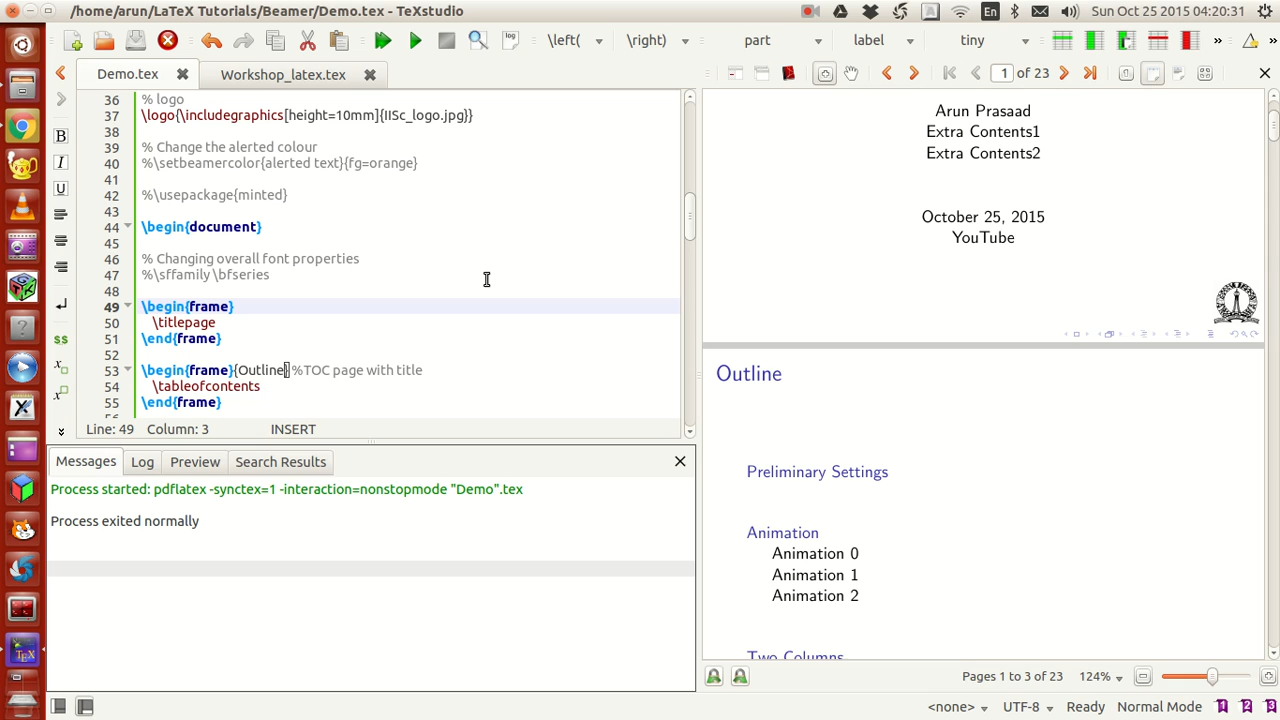 /home/arun/LaTeX Tutorials/Beamer/Demo.tex - TeXstudio
En
Sun Oct 25 2015 04:20:31
log
\left(
\right)
part
label
tiny
»
»
Demo.tex
Workshop_latex.tex
1 of 23
36 % logo
37 \logo{\includegraphics[height=10mm]{IISc_logo.jpg}}
38
39 % Change the alerted colour
40 %\setbeamercolor{alerted text}{fg=orange}
41
42 %\usepackage{minted}
43
44 \begin{document}
45
46 % Changing overall font properties
47 %\sffamily \bfseries
48
49 \begin{frame}
50 \titlepage
51 \end{frame}
52
53 \begin{frame}{Outline} %TOC page with title
54 \tableofcontents
55 \end{frame}
B
I
U
$$
Line: 49 Column: 3 INSERT
Messages
Log
Preview
Search Results
Process started: pdflatex -synctex=1 -interaction=nonstopmode "Demo".tex
Process exited normally
Arun Prasaad
Extra Contents1
Extra Contents2
October 25, 2015
YouTube
Outline
Preliminary Settings
Animation
Animation 0
Animation 1
Animation 2
Two Columns
Pages 1 to 3 of 23 124%
<none> UTF-8 Ready Normal Mode 1 2 3